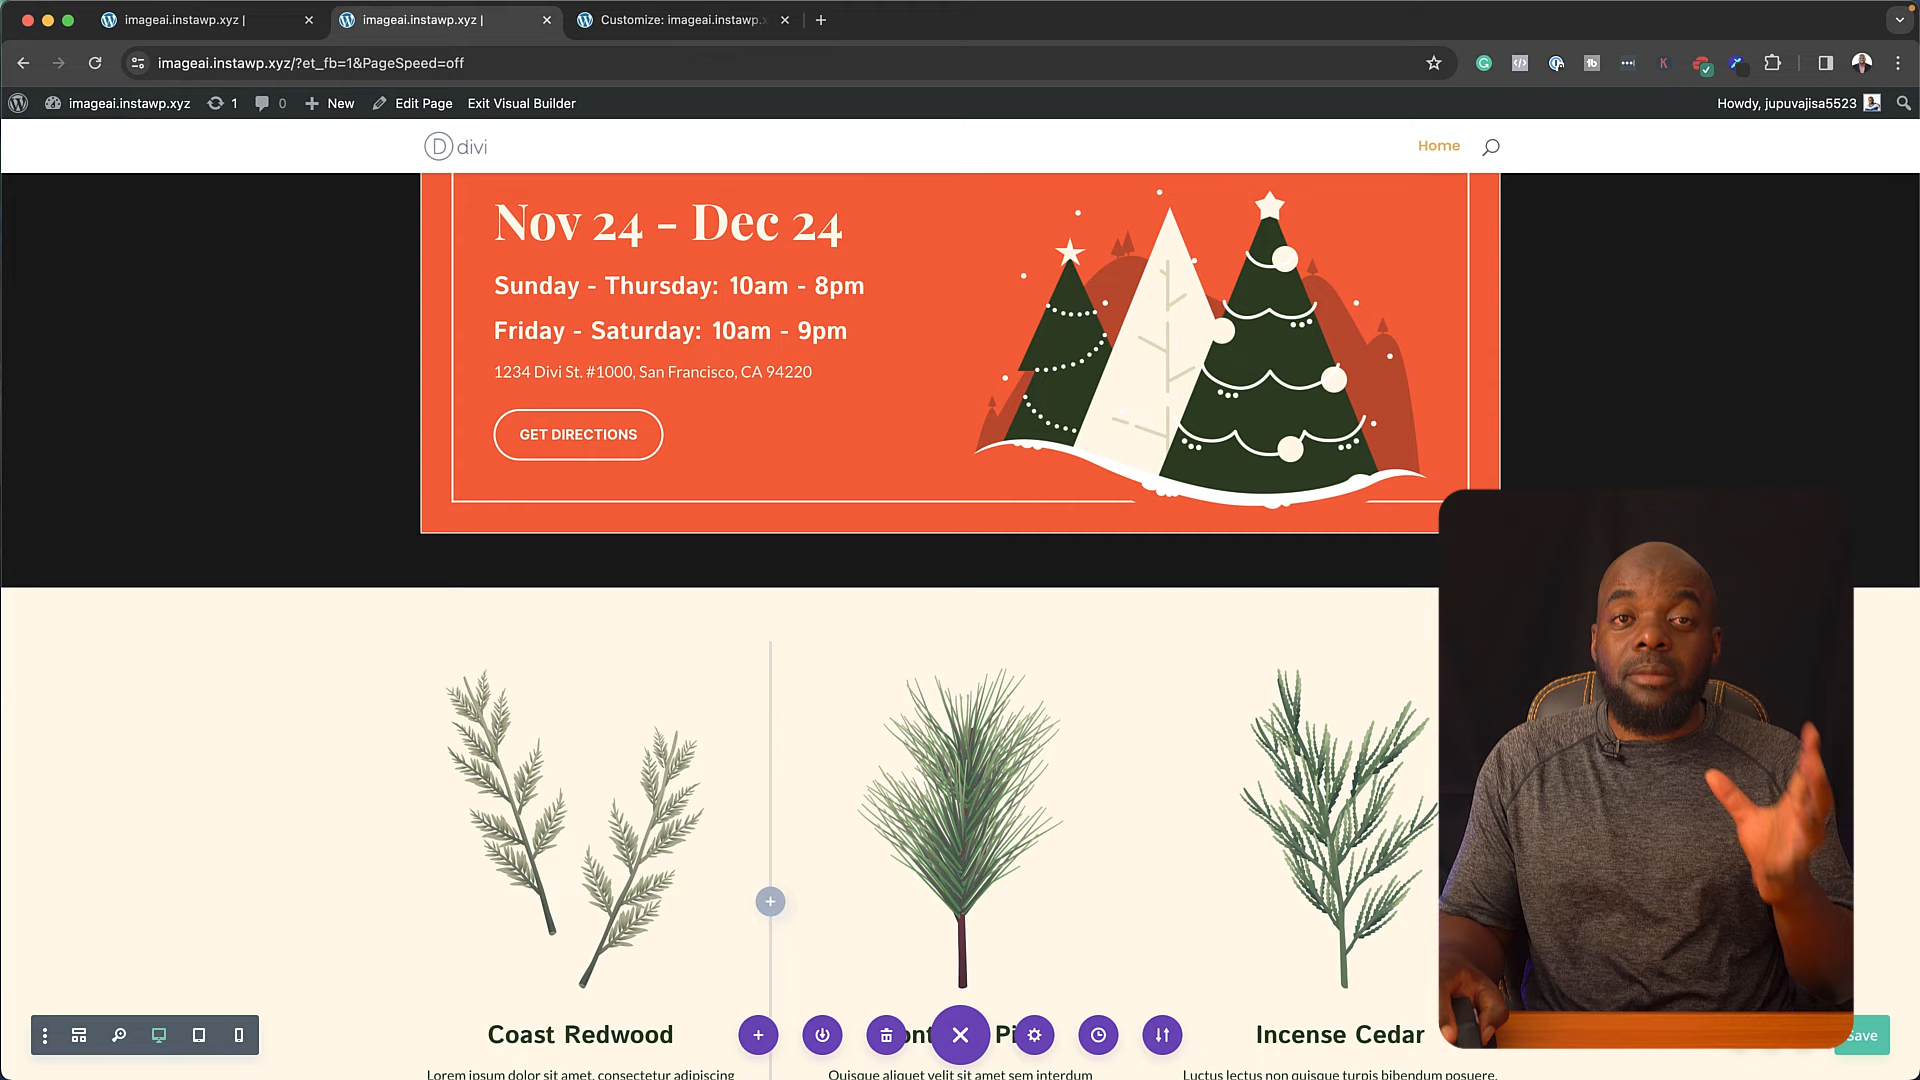 imageai.instawp.xyz |
imageai.instawp.xyz |
Customize: imageai.instawp.x
imageai.instawp.xyz/?et_fb=1&PageSpeed=off
imageai.instawp.xyz 1 0 New Edit Page Exit Visual Builder
Howdy, jupuvajisa5523
D divi
Home
Nov 24 - Dec 24
Sunday - Thursday: 10am - 8pm
Friday - Saturday: 10am - 9pm
1234 Divi St. #1000, San Francisco, CA 94220
GET DIRECTIONS
Coast Redwood
Incense Cedar
Save
Lorem ipsum dolor sit amet, consectetur adipiscing
Quisque aliquet velit sit amet sem interdum
Luctus lectus non quisque turpis bibendum posuere.